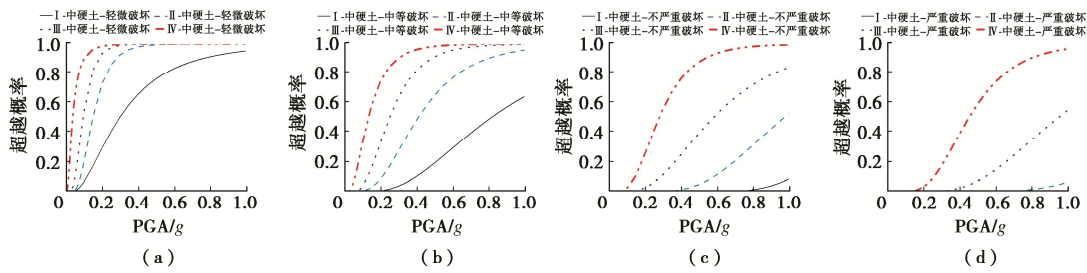 Ⅰ-中硬土-轻微破坏 Ⅱ-中硬土-轻微破坏
Ⅲ-中硬土-轻微破坏 Ⅳ-中硬土-轻微破坏
1.0
0.8
0.6
0.4
0.2
超越概率
0 0.2 0.4 0.6 0.8 1.0
PGA/g
(a)
Ⅰ-中硬土-中等破坏 Ⅱ-中硬土-中等破坏
Ⅲ-中硬土-中等破坏 Ⅳ-中硬土-中等破坏
1.0
0.8
0.6
0.4
0.2
超越概率
0 0.2 0.4 0.6 0.8 1.0
PGA/g
(b)
Ⅰ-中硬土-不严重破坏 Ⅱ-中硬土-不严重破坏
Ⅲ-中硬土-不严重破坏 Ⅳ-中硬土-不严重破坏
1.0
0.8
0.6
0.4
0.2
超越概率
0 0.2 0.4 0.6 0.8 1.0
PGA/g
(c)
Ⅰ-中硬土-严重破坏 Ⅱ-中硬土-严重破坏
Ⅲ-中硬土-严重破坏 Ⅳ-中硬土-严重破坏
1.0
0.8
0.6
0.4
0.2
超越概率
0 0.2 0.4 0.6 0.8 1.0
PGA/g
(d)